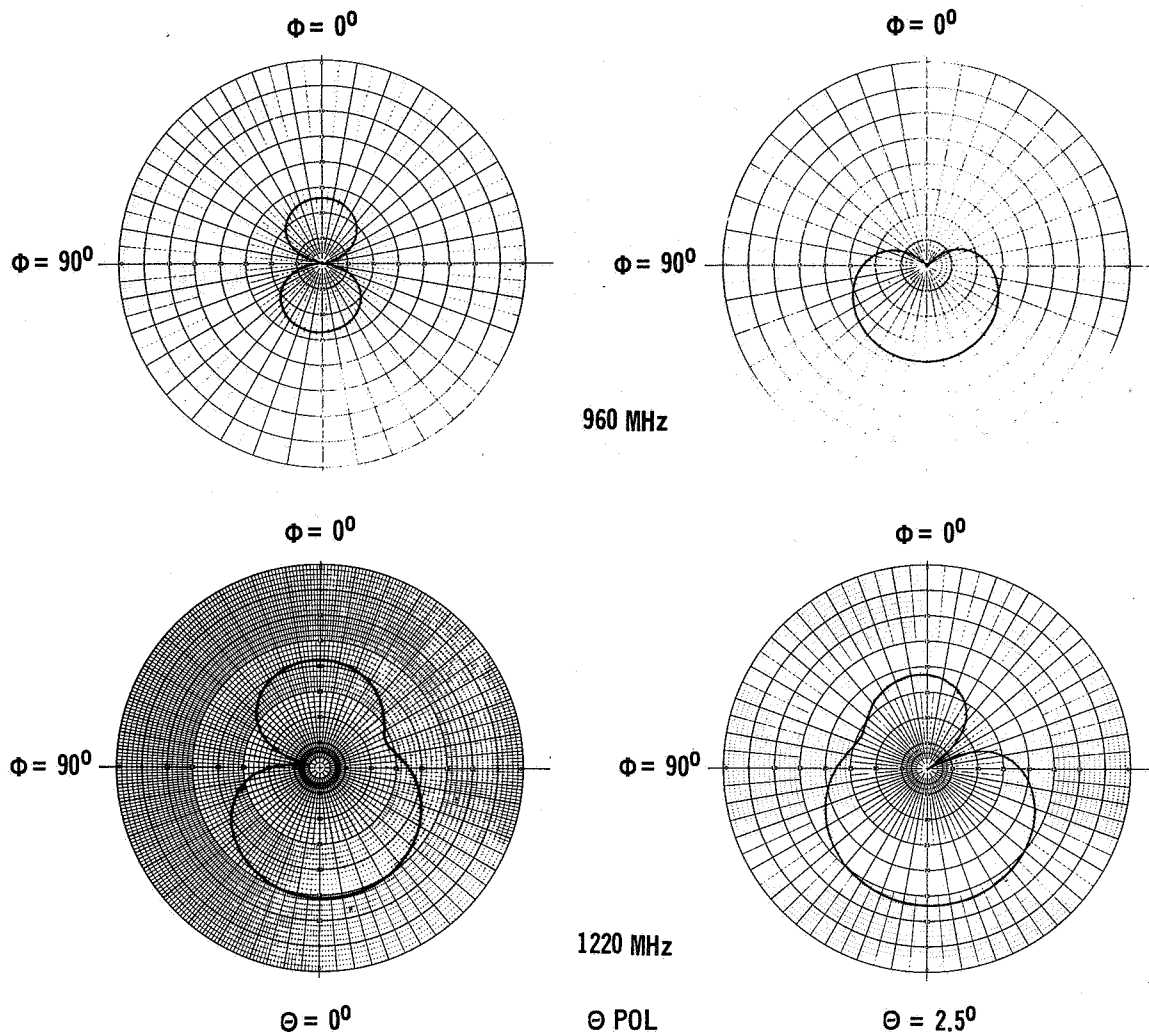 Φ = 0⁰
Φ = 0⁰
Φ = 90⁰
Φ = 90⁰
960 MHz
Φ = 0⁰
Φ = 0⁰
Φ = 90⁰
Φ = 90⁰
1220 MHz
Θ = 0⁰
Θ POL
Θ = 2.5⁰